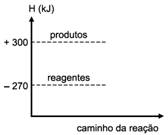 H (kJ)
produtos
+ 300
reagentes
– 270
caminho da reação